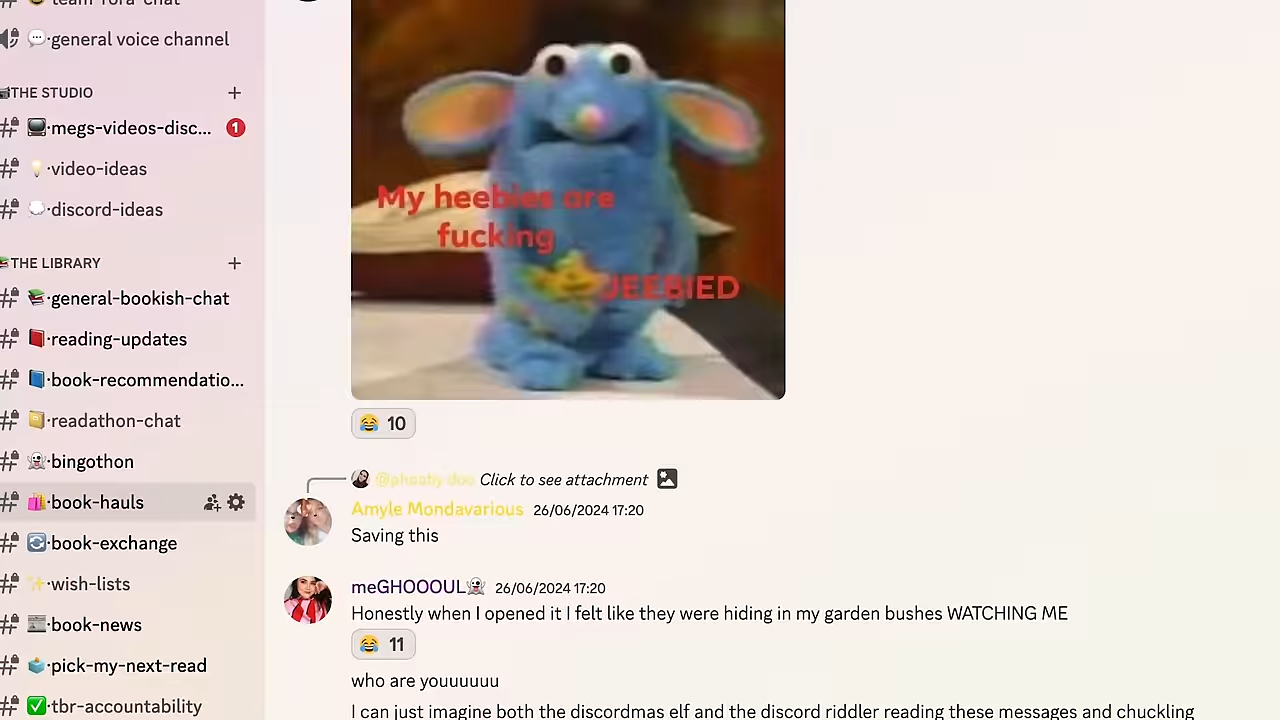 team-Tora-chat
general voice channel
THE STUDIO
megs-videos-disc...
1
video-ideas
discord-ideas
THE LIBRARY
general-bookish-chat
reading-updates
book-recommendatio...
readathon-chat
bingothon
book-hauls
book-exchange
wish-lists
book-news
pick-my-next-read
tbr-accountability
My heebies are
fucking
JEEBIED
10
Click to see attachment
Amyle Mondavarious 26/06/2024 17:20
Saving this
meGHOOOUL👻 26/06/2024 17:20
Honestly when I opened it I felt like they were hiding in my garden bushes WATCHING ME
11
who are youuuuuu
I can just imagine both the discordmas elf and the discord riddler reading these messages and chuckling